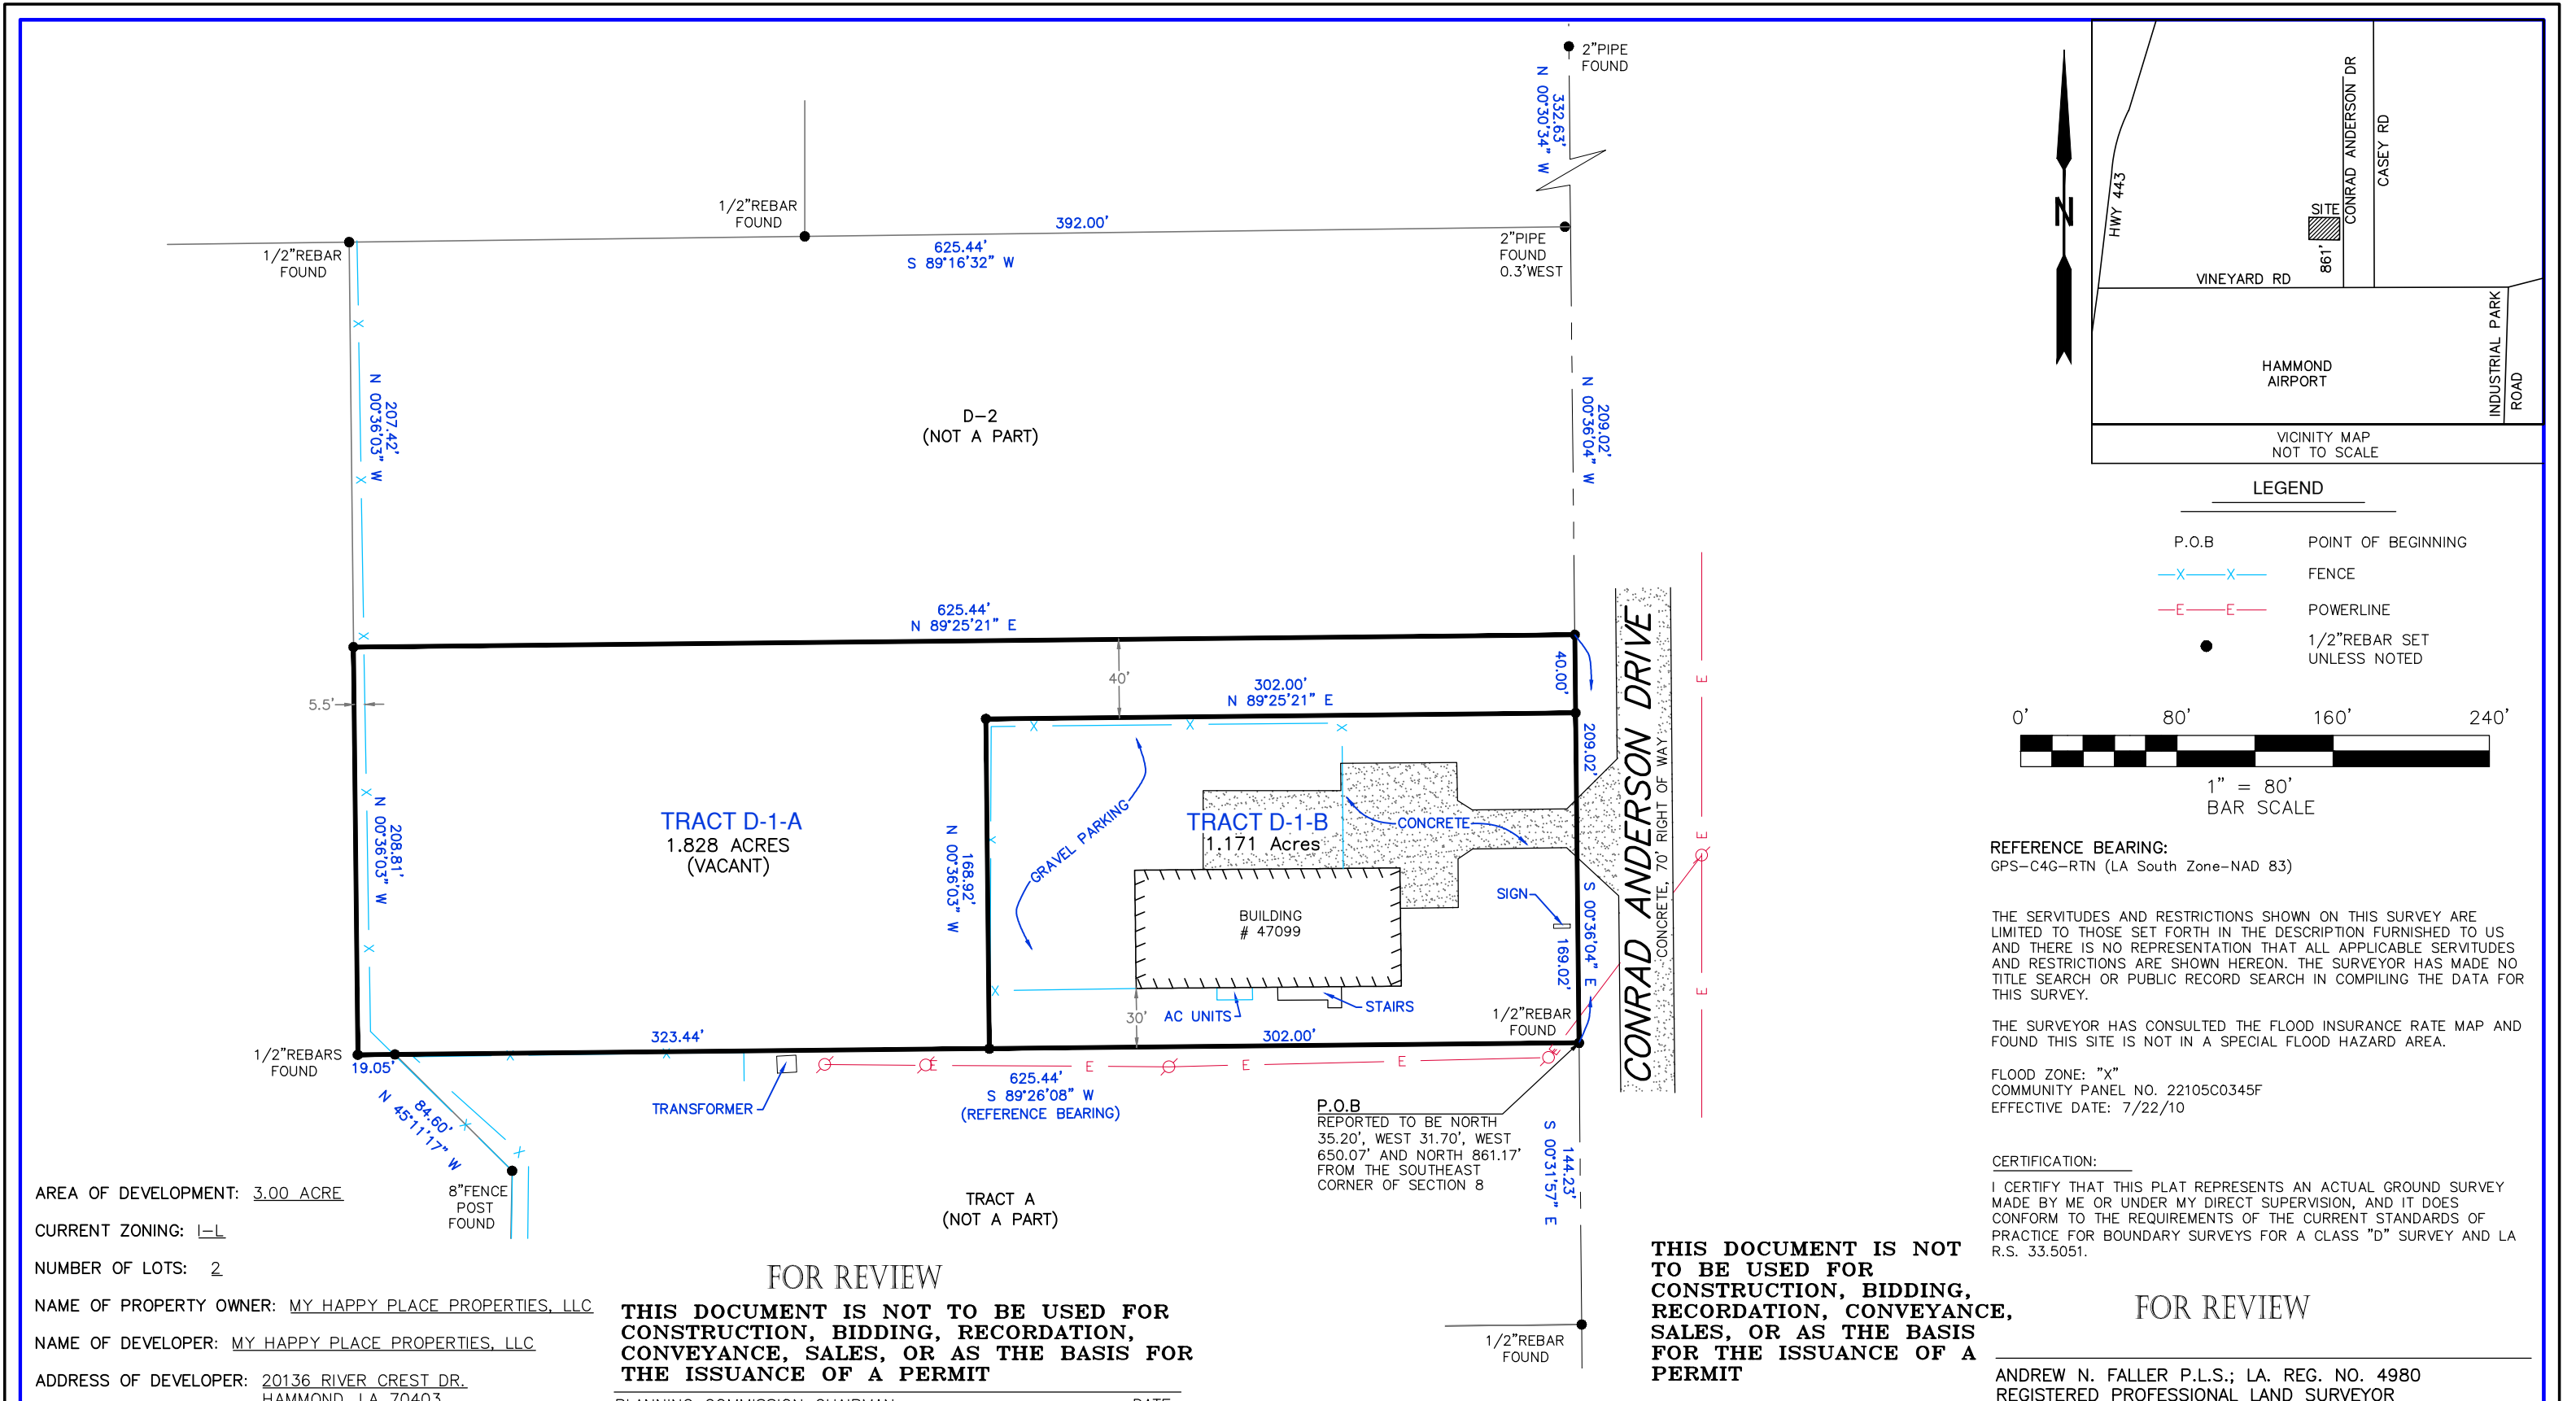 2"PIPE
FOUND
N 00°30'34" W
332.63'
1/2"REBAR
FOUND
392.00'
625.44'
S 89°16'32" W
1/2"REBAR
FOUND
2"PIPE
FOUND
0.3'WEST
207.42'
N 00°36'03" W
D-2
(NOT A PART)
209.02'
N 00°36'04" W
625.44'
N 89°25'21" E
40'
40.00'
302.00'
N 89°25'21" E
5.5'
209.02'
208.81'
N 00°36'03" W
TRACT D-1-A
1.828 ACRES
(VACANT)
168.92'
N 00°36'03" W
GRAVEL PARKING
TRACT D-1-B
1.171 Acres
CONCRETE
BUILDING
# 47099
SIGN
S 00°36'04" E
169.02'
CONRAD ANDERSON DRIVE
CONCRETE, 70' RIGHT OF WAY
30'
AC UNITS
STAIRS
1/2"REBAR
FOUND
1/2"REBARS
FOUND
19.05'
323.44'
302.00'
TRANSFORMER
625.44'
S 89°26'08" W
(REFERENCE BEARING)
84.60'
N 45°11'17" W
8"FENCE
POST
FOUND
P.O.B
REPORTED TO BE NORTH
35.20', WEST 31.70', WEST
650.07' AND NORTH 861.17'
FROM THE SOUTHEAST
CORNER OF SECTION 8
144.23'
S 00°31'57" E
TRACT A
(NOT A PART)
1/2"REBAR
FOUND
AREA OF DEVELOPMENT: 3.00 ACRE
CURRENT ZONING: I-L
NUMBER OF LOTS: 2
NAME OF PROPERTY OWNER: MY HAPPY PLACE PROPERTIES, LLC
NAME OF DEVELOPER: MY HAPPY PLACE PROPERTIES, LLC
ADDRESS OF DEVELOPER: 20136 RIVER CREST DR.
HAMMOND, LA 70403
FOR REVIEW
THIS DOCUMENT IS NOT TO BE USED FOR
CONSTRUCTION, BIDDING, RECORDATION,
CONVEYANCE, SALES, OR AS THE BASIS FOR
THE ISSUANCE OF A PERMIT
PLANNING COMMISSION CHAIRMAN DATE
THIS DOCUMENT IS NOT
TO BE USED FOR
CONSTRUCTION, BIDDING,
RECORDATION, CONVEYANCE,
SALES, OR AS THE BASIS
FOR THE ISSUANCE OF A
PERMIT
N
HWY 443
CONRAD ANDERSON DR
CASEY RD
SITE
861'
VINEYARD RD
HAMMOND
AIRPORT
INDUSTRIAL PARK
ROAD
VICINITY MAP
NOT TO SCALE
LEGEND
P.O.B POINT OF BEGINNING
X X FENCE
E E POWERLINE
1/2"REBAR SET
UNLESS NOTED
0' 80' 160' 240'
1" = 80'
BAR SCALE
REFERENCE BEARING:
GPS-C4G-RTN (LA South Zone-NAD 83)
THE SERVITUDES AND RESTRICTIONS SHOWN ON THIS SURVEY ARE
LIMITED TO THOSE SET FORTH IN THE DESCRIPTION FURNISHED TO US
AND THERE IS NO REPRESENTATION THAT ALL APPLICABLE SERVITUDES
AND RESTRICTIONS ARE SHOWN HEREON. THE SURVEYOR HAS MADE NO
TITLE SEARCH OR PUBLIC RECORD SEARCH IN COMPILING THE DATA FOR
THIS SURVEY.
THE SURVEYOR HAS CONSULTED THE FLOOD INSURANCE RATE MAP AND
FOUND THIS SITE IS NOT IN A SPECIAL FLOOD HAZARD AREA.
FLOOD ZONE: "X"
COMMUNITY PANEL NO. 22105C0345F
EFFECTIVE DATE: 7/22/10
CERTIFICATION:
I CERTIFY THAT THIS PLAT REPRESENTS AN ACTUAL GROUND SURVEY
MADE BY ME OR UNDER MY DIRECT SUPERVISION, AND IT DOES
CONFORM TO THE REQUIREMENTS OF THE CURRENT STANDARDS OF
PRACTICE FOR BOUNDARY SURVEYS FOR A CLASS "D" SURVEY AND LA
R.S. 33.5051.
FOR REVIEW
ANDREW N. FALLER P.L.S.; LA. REG. NO. 4980
REGISTERED PROFESSIONAL LAND SURVEYOR